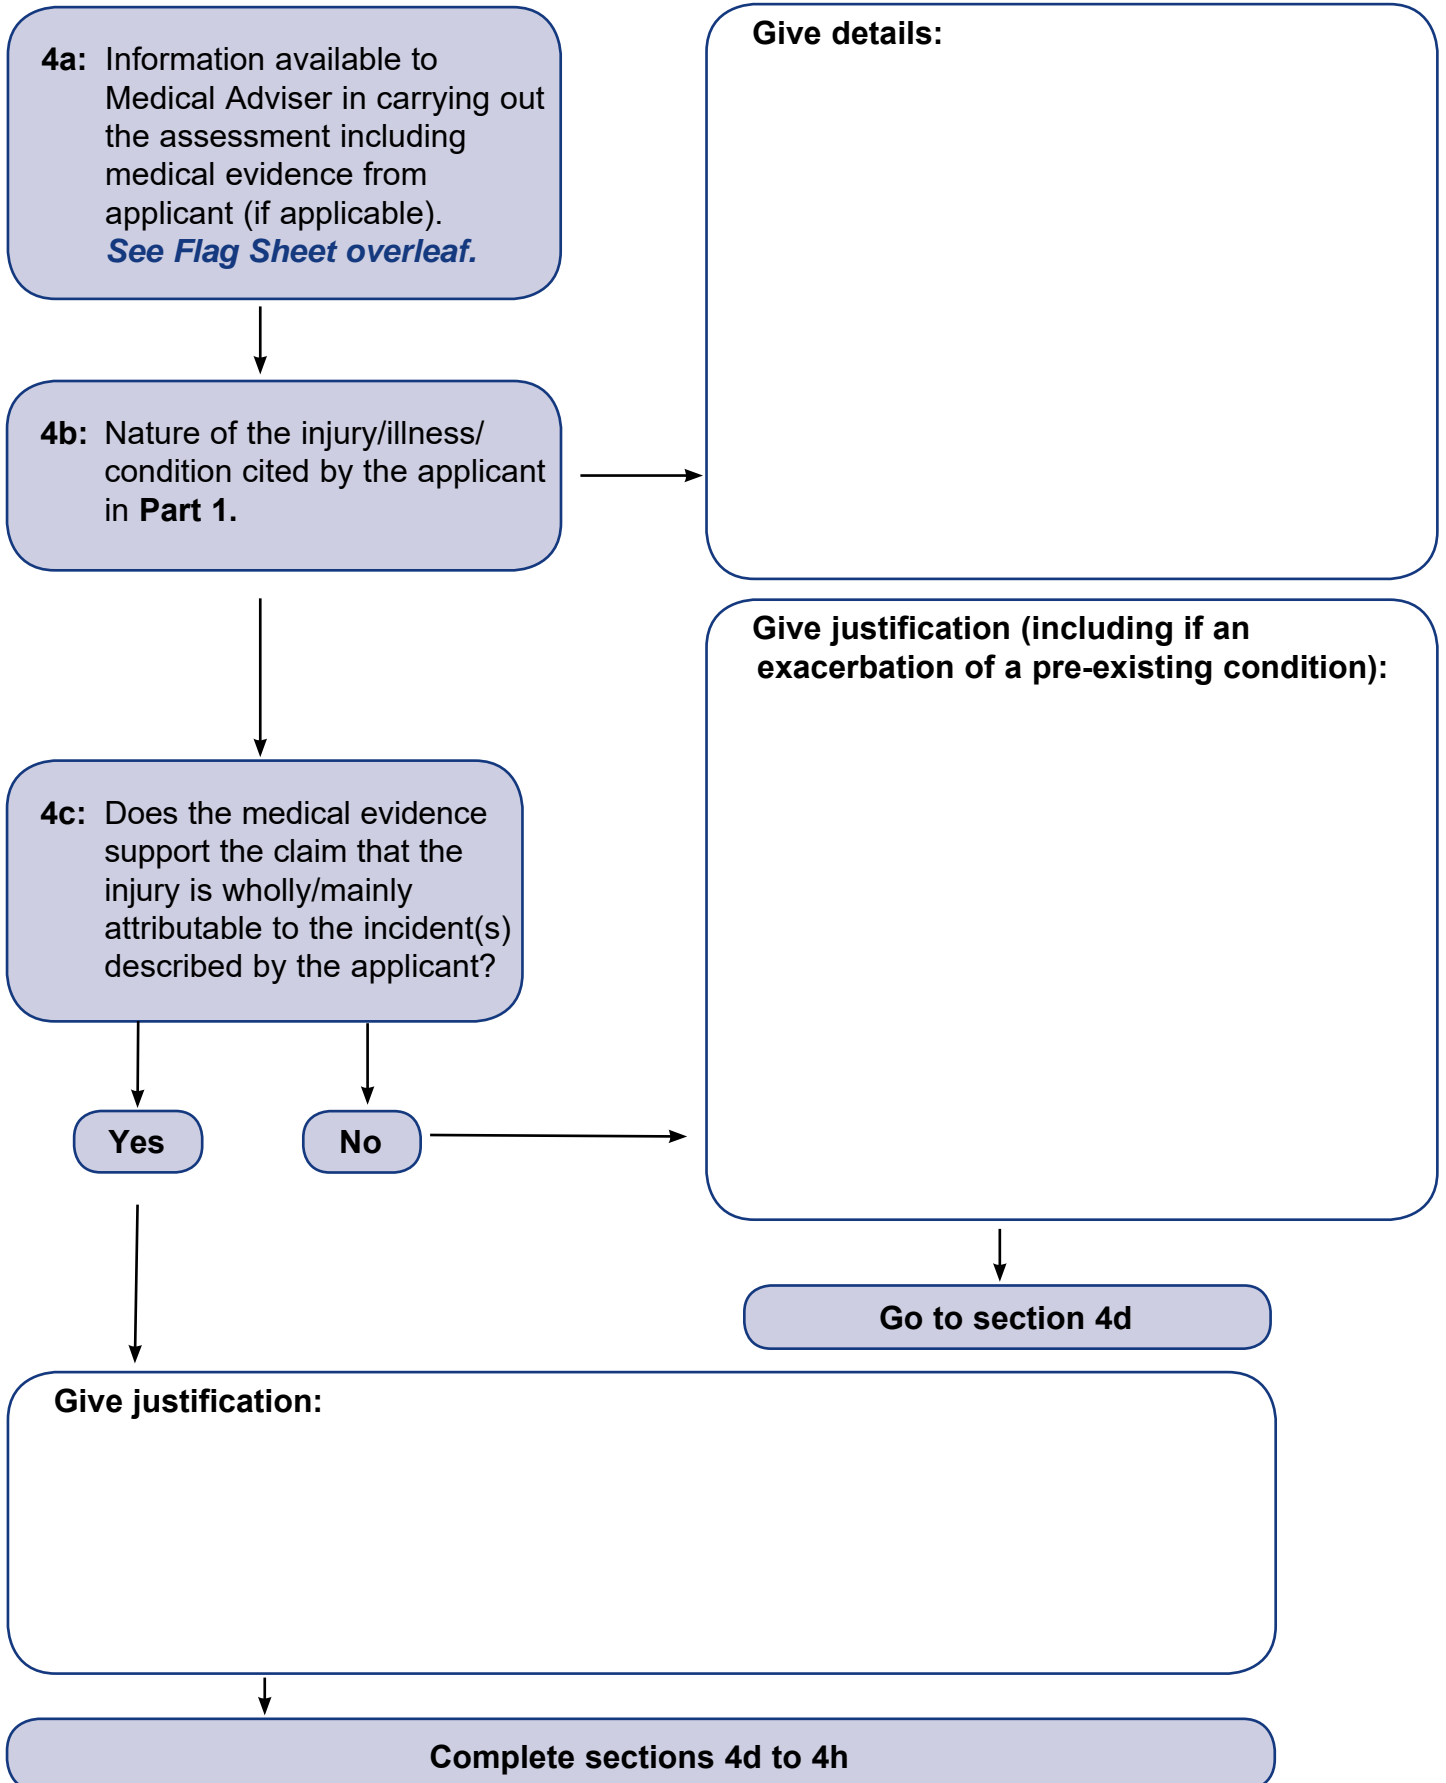 4a: Information available to
Medical Adviser in carrying out
the assessment including
medical evidence from
applicant (if applicable).
See Flag Sheet overleaf.
Give details:
4b: Nature of the injury/illness/
condition cited by the applicant
in Part 1.
Give justification (including if an
exacerbation of a pre-existing condition):
4c: Does the medical evidence
support the claim that the
injury is wholly/mainly
attributable to the incident(s)
described by the applicant?
Yes
No
Go to section 4d
Give justification:
Complete sections 4d to 4h